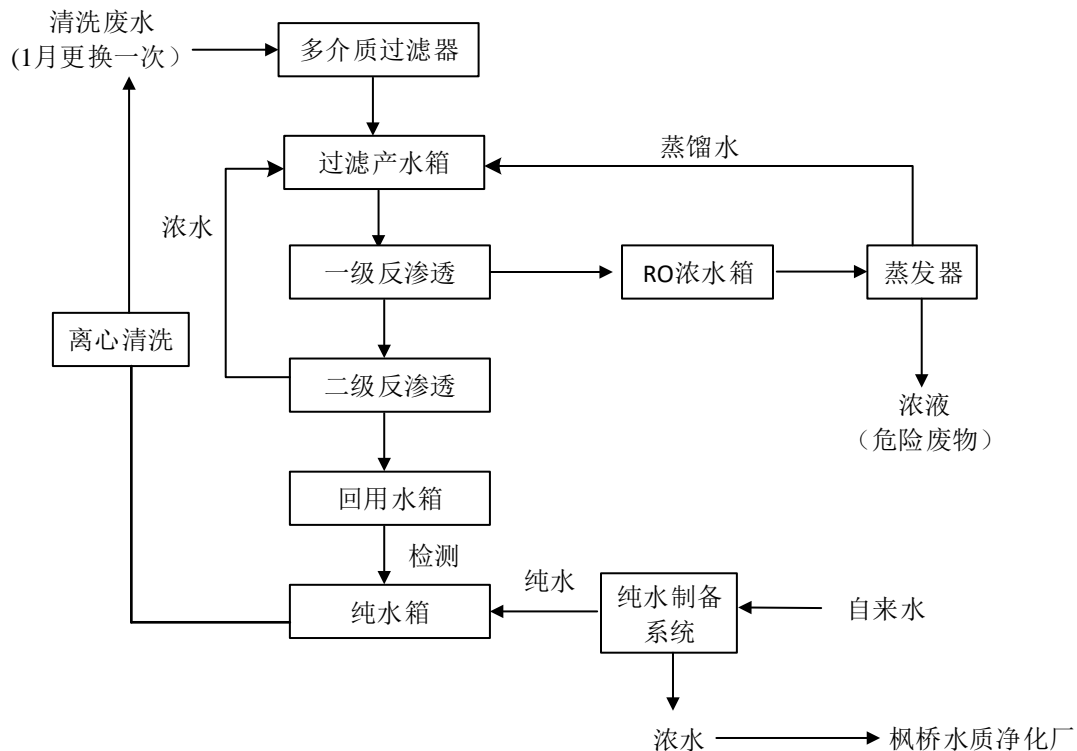 清洗废水
(1月更换一次）
多介质过滤器
过滤产水箱
蒸馏水
浓水
一级反渗透
RO浓水箱
蒸发器
离心清洗
二级反渗透
浓液
（危险废物）
回用水箱
检测
纯水箱
纯水
纯水制备
系统
自来水
浓水
枫桥水质净化厂